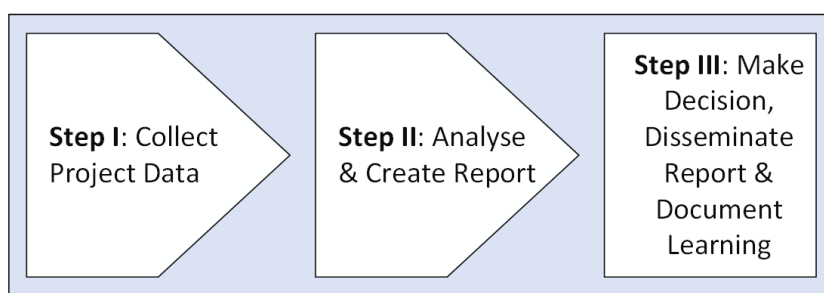 Step I: Collect
Project Data
Step II: Analyse
& Create Report
Step III: Make
Decision,
Disseminate
Report &
Document
Learning